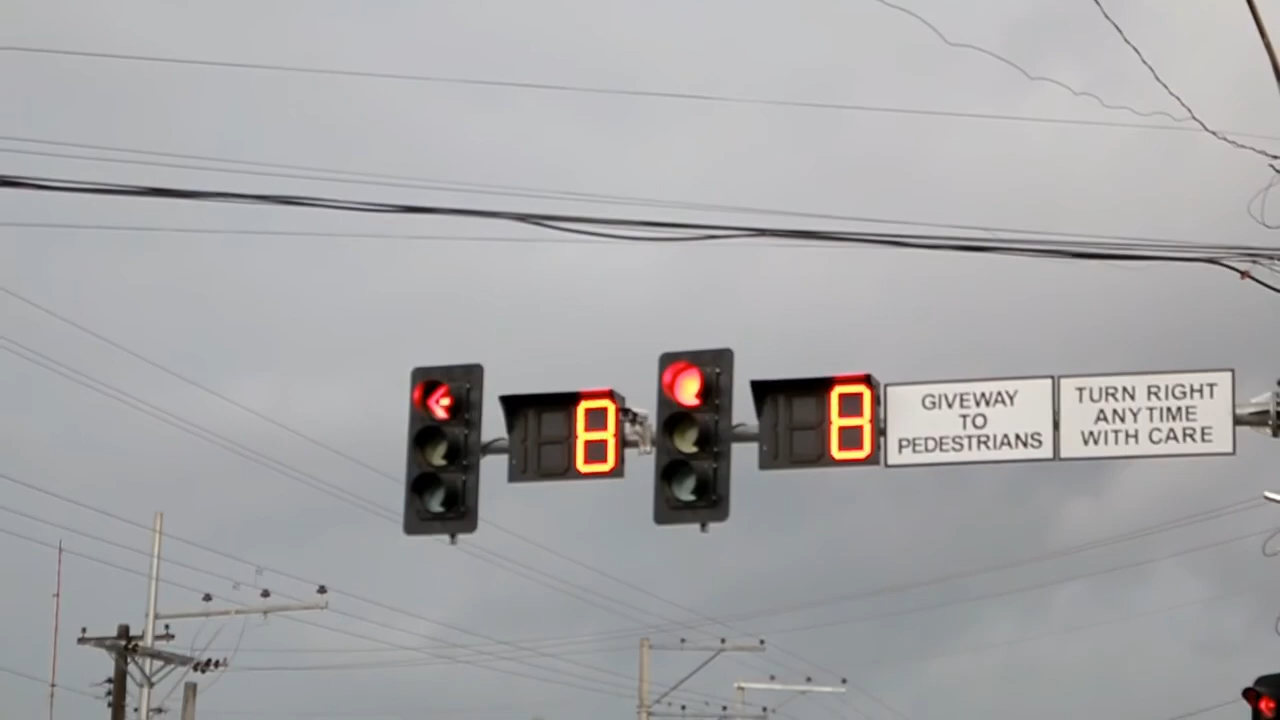 8
8
GIVEWAY
TO
PEDESTRIANS
TURN RIGHT
ANYTIME
WITH CARE